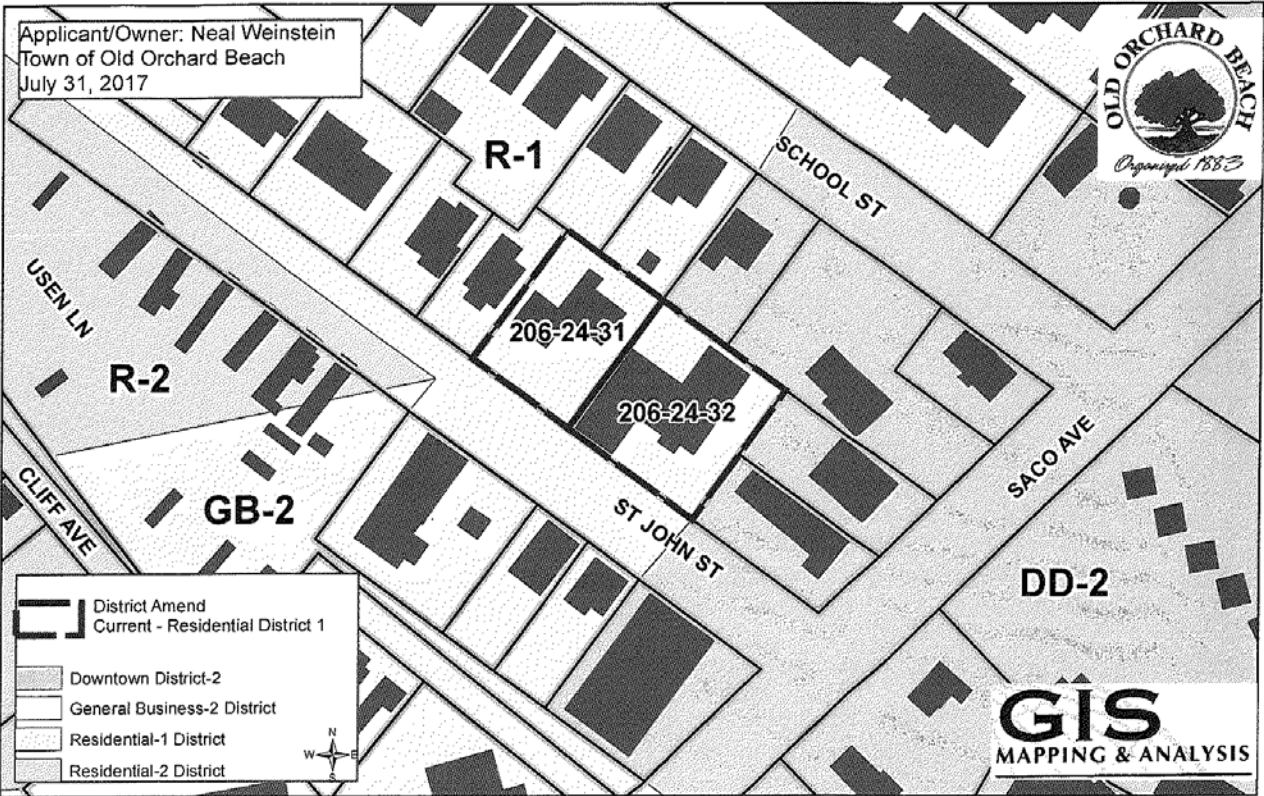 Applicant/Owner: Neal Weinstein
Town of Old Orchard Beach
July 31, 2017
OLD ORCHARD BEACH
Organized 1883
R-1
SCHOOL ST
USEN LN
206-24-31
R-2
206-24-32
SACO AVE
CLIFF AVE
GB-2
ST JOHN ST
DD-2
District Amend
Current - Residential District 1
Downtown District-2
General Business-2 District
Residential-1 District
Residential-2 District
N
W E
S
GIS
MAPPING & ANALYSIS